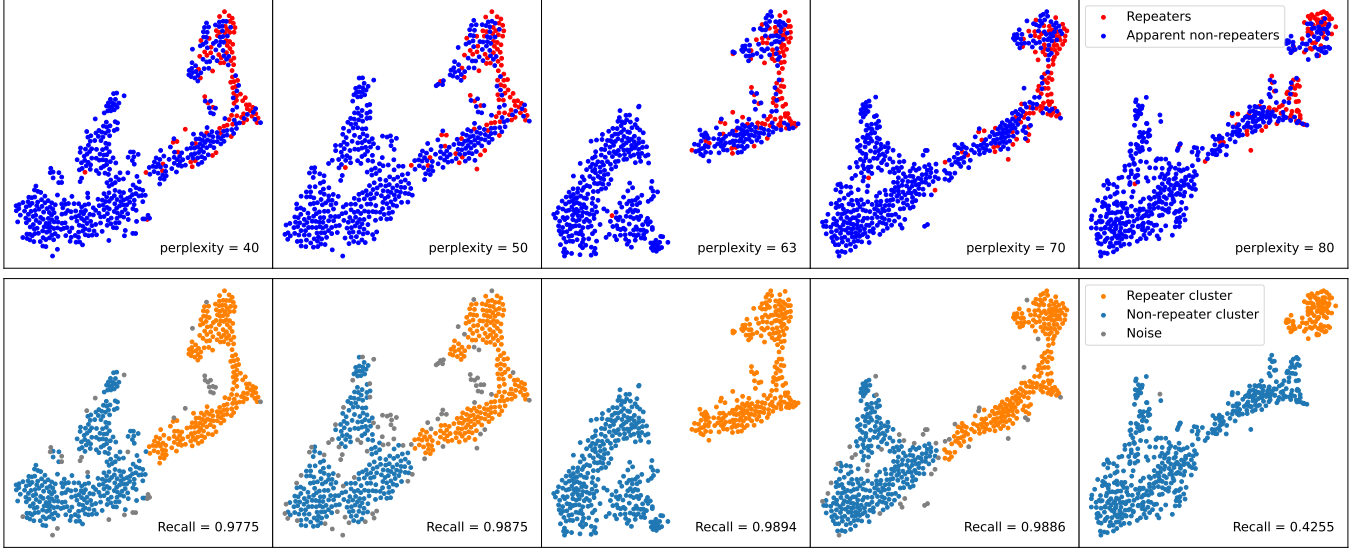 Repeaters
Apparent non-repeaters
perplexity = 40
perplexity = 50
perplexity = 63
perplexity = 70
perplexity = 80
Repeater cluster
Non-repeater cluster
Noise
Recall = 0.9775
Recall = 0.9875
Recall = 0.9894
Recall = 0.9886
Recall = 0.4255